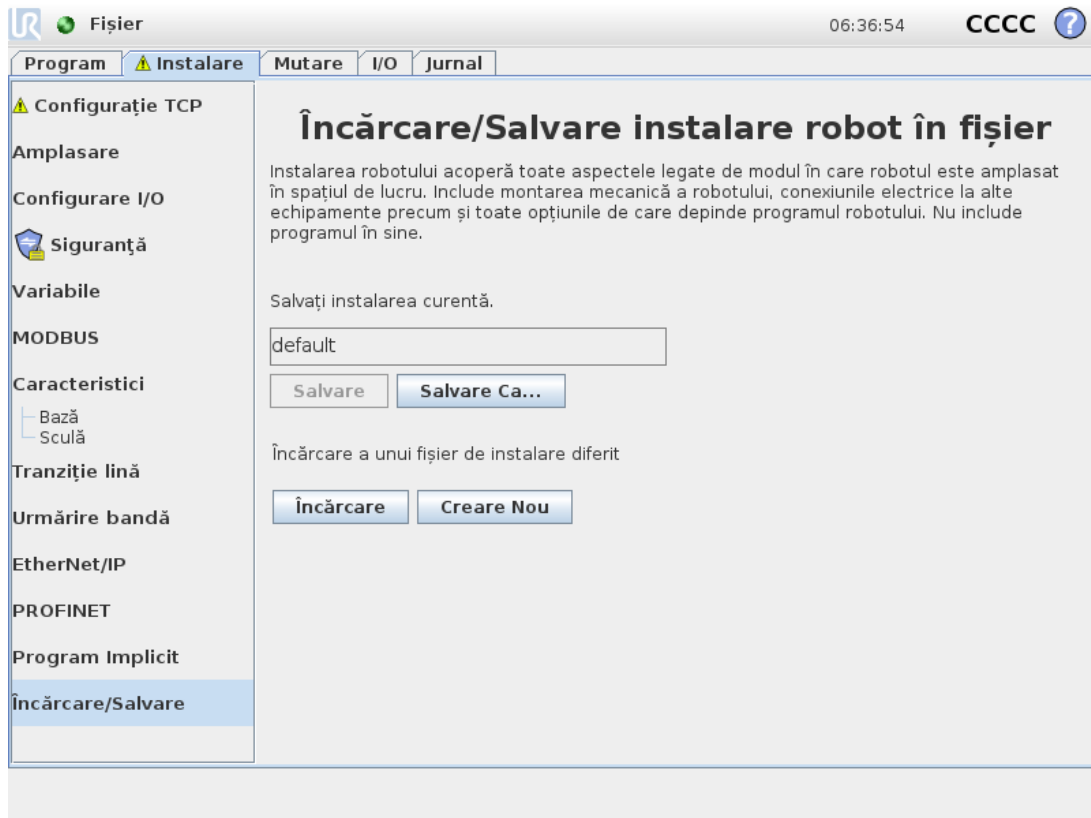 UR Fișier 06:36:54 CCCC ?
Program Instalare Mutare I/O Jurnal
Configurație TCP
Amplasare
Configurare I/O
Siguranţă
Variabile
MODBUS
Caracteristici
Bază
Sculă
Tranziție lină
Urmărire bandă
EtherNet/IP
PROFINET
Program Implicit
Încărcare/Salvare
Încărcare/Salvare instalare robot în fișier
Instalarea robotului acoperă toate aspectele legate de modul în care robotul este amplasat
în spațiul de lucru. Include montarea mecanică a robotului, conexiunile electrice la alte
echipamente precum și toate opțiunile de care depinde programul robotului. Nu include
programul în sine.
Salvați instalarea curentă.
default
Salvare Salvare Ca...
Încărcare a unui fișier de instalare diferit
Încărcare Creare Nou